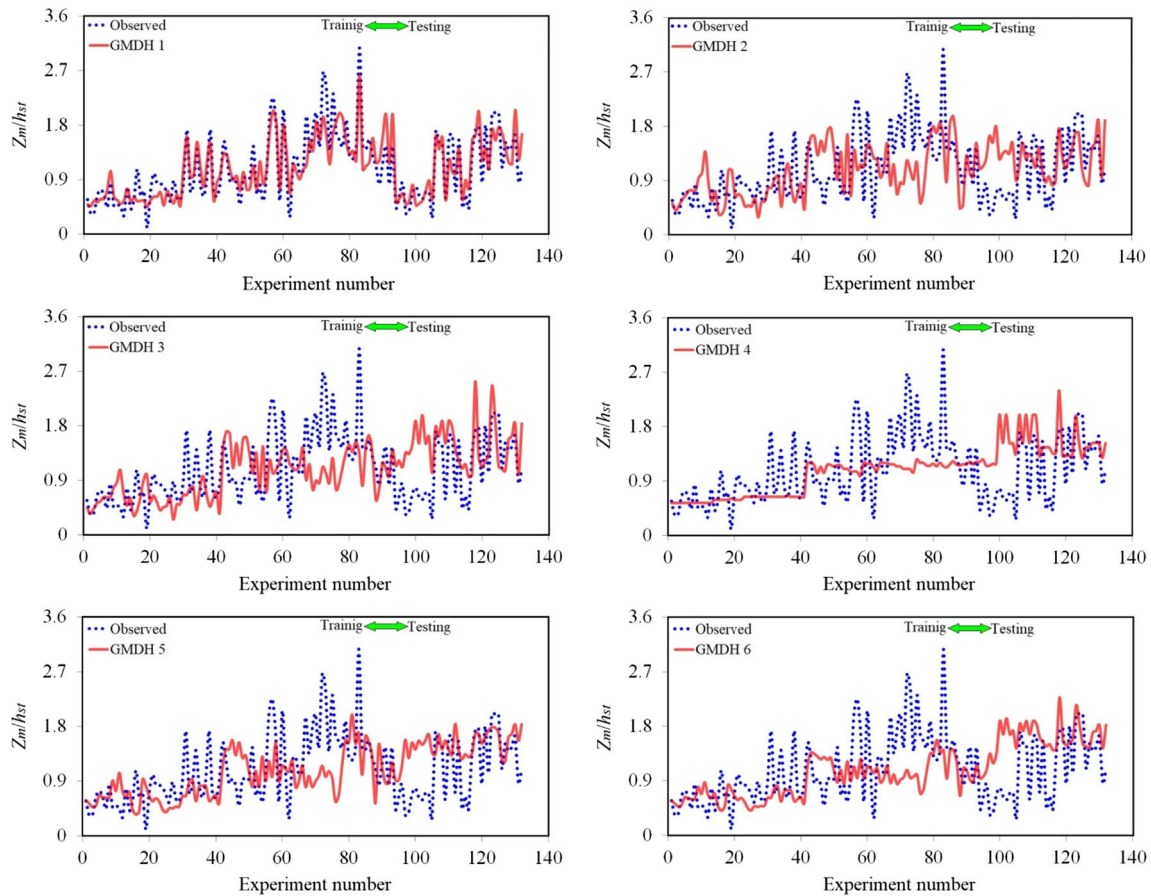 3.6
Observed
GMDH 1
Trainig
Testing
2.7
1.8
0.9
0
Zm/hst
0 20 40 60 80 100 120 140
Experiment number
3.6
Observed
GMDH 2
Trainig
Testing
2.7
1.8
0.9
0
Zm/hst
0 20 40 60 80 100 120 140
Experiment number
3.6
Observed
GMDH 3
Trainig
Testing
2.7
1.8
0.9
0
Zm/hst
0 20 40 60 80 100 120 140
Experiment number
3.6
Observed
GMDH 4
Trainig
Testing
2.7
1.8
0.9
0
Zm/hst
0 20 40 60 80 100 120 140
Experiment number
3.6
Observed
GMDH 5
Trainig
Testing
2.7
1.8
0.9
0
Zm/hst
0 20 40 60 80 100 120 140
Experiment number
3.6
Observed
GMDH 6
Trainig
Testing
2.7
1.8
0.9
0
Zm/hst
0 20 40 60 80 100 120 140
Experiment number